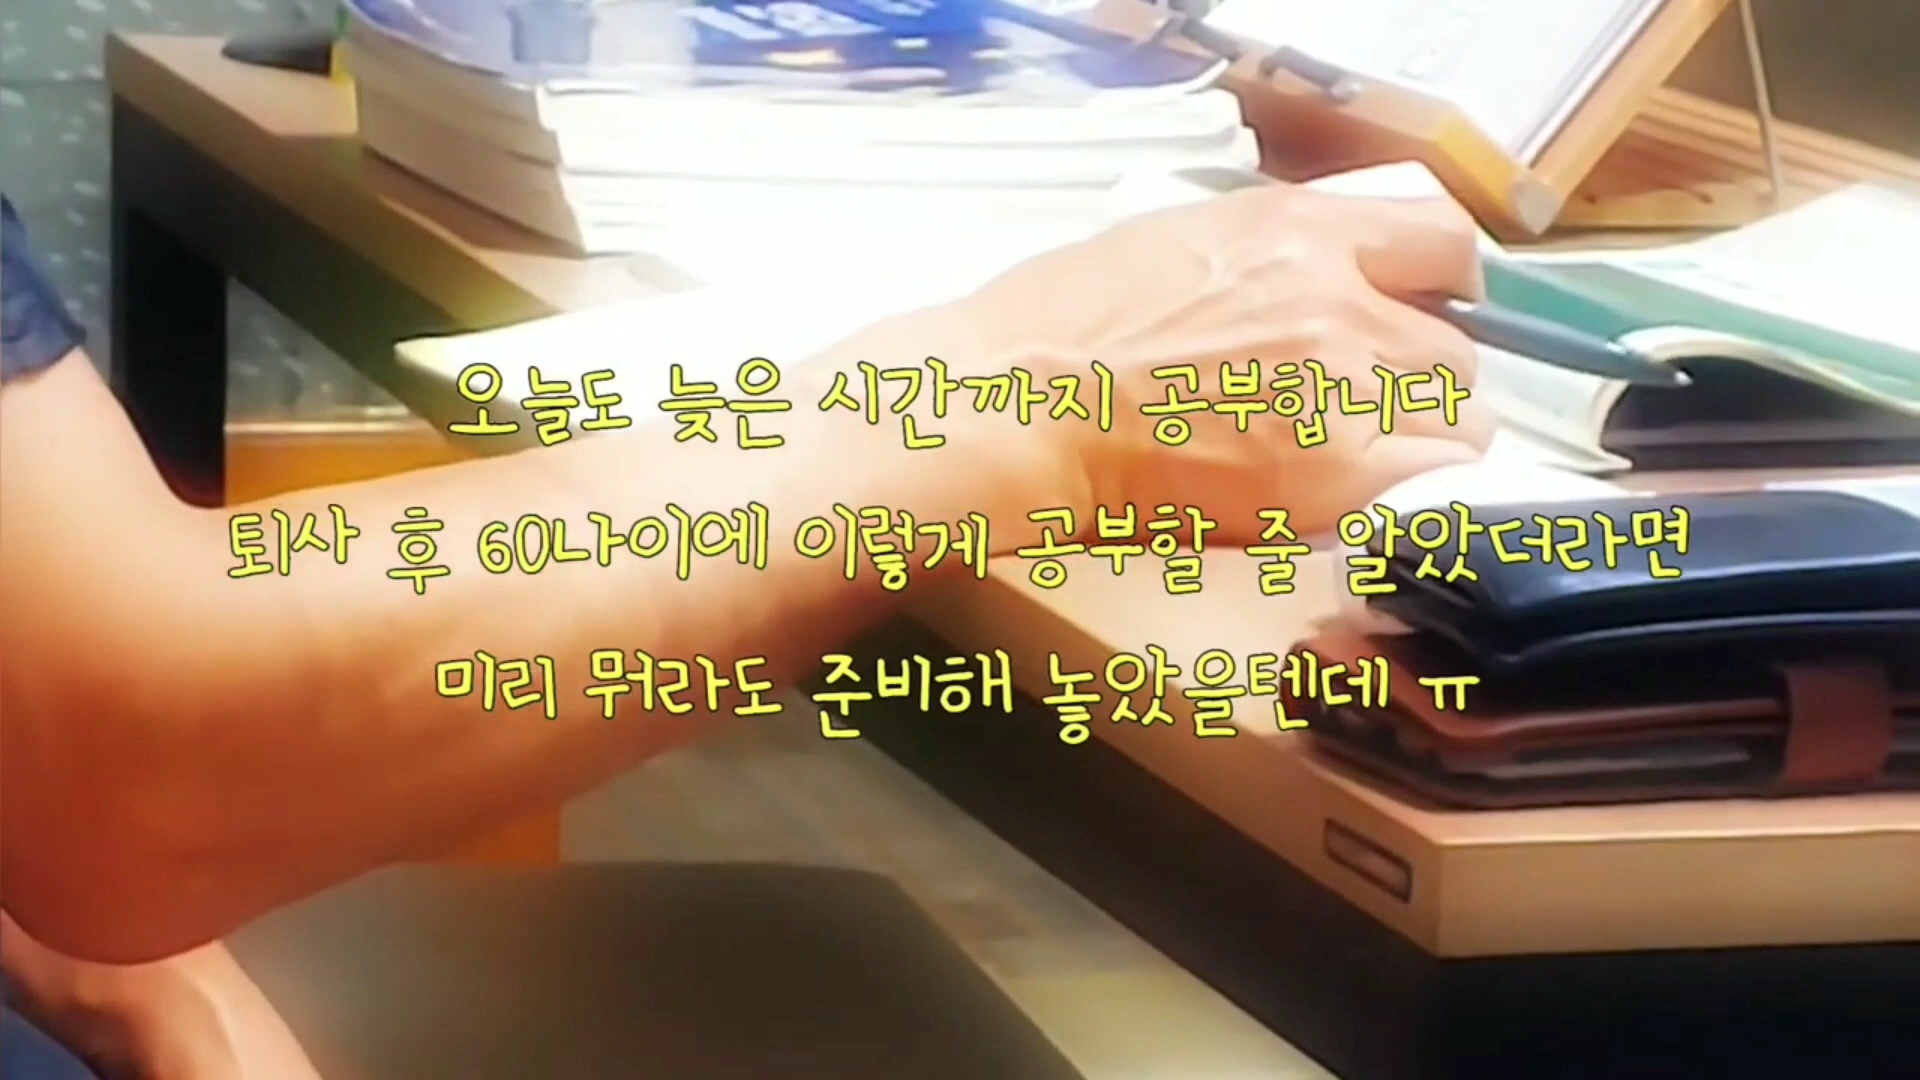 오늘도 늦은 시간까지 공부합니다
퇴사 후 60나이에 이렇게 공부할 줄 알았더라면
미리 뭐라도 준비해 놓았을텐데 ㅠ